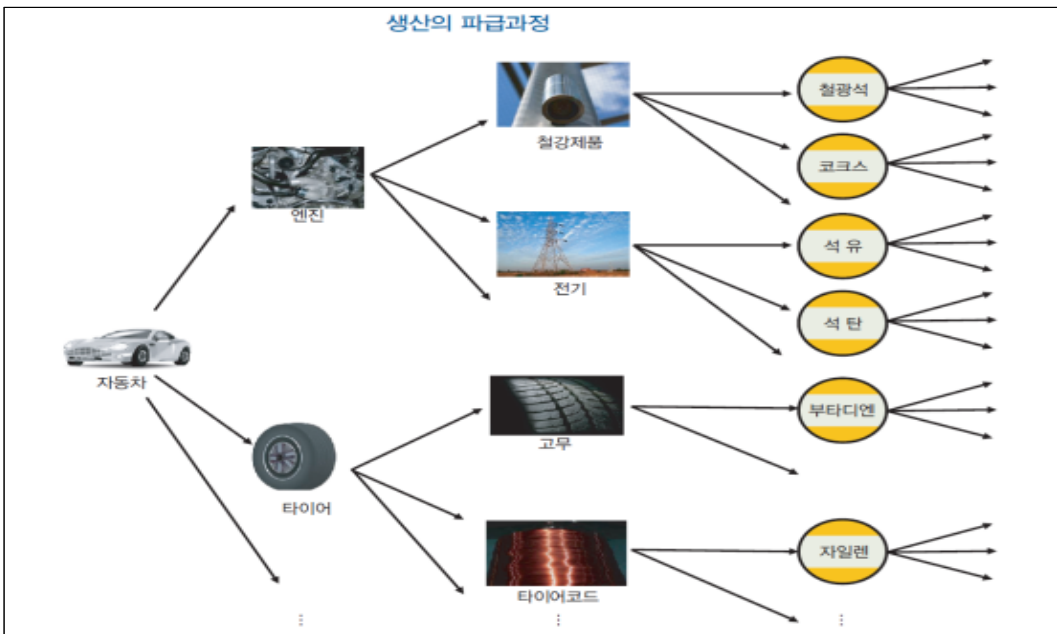 생산의 파급과정
철강제품
철광석
코크스
엔진
전기
석 유
석 탄
자동차
고무
부타디엔
타이어
타이어코드
자일렌